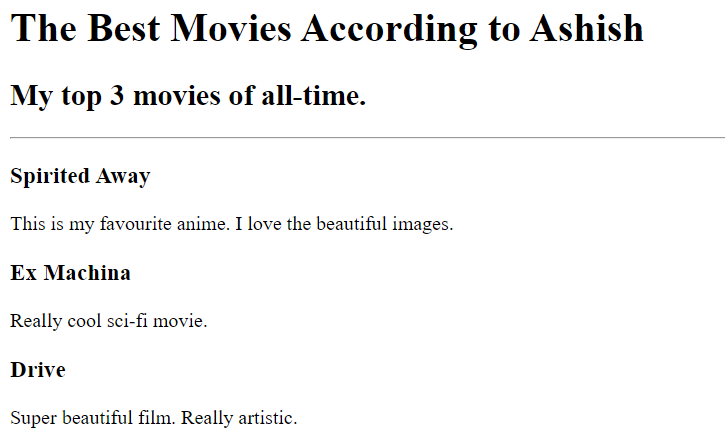 The Best Movies According to Ashish
My top 3 movies of all-time.
Spirited Away
This is my favourite anime. I love the beautiful images.
Ex Machina
Really cool sci-fi movie.
Drive
Super beautiful film. Really artistic.